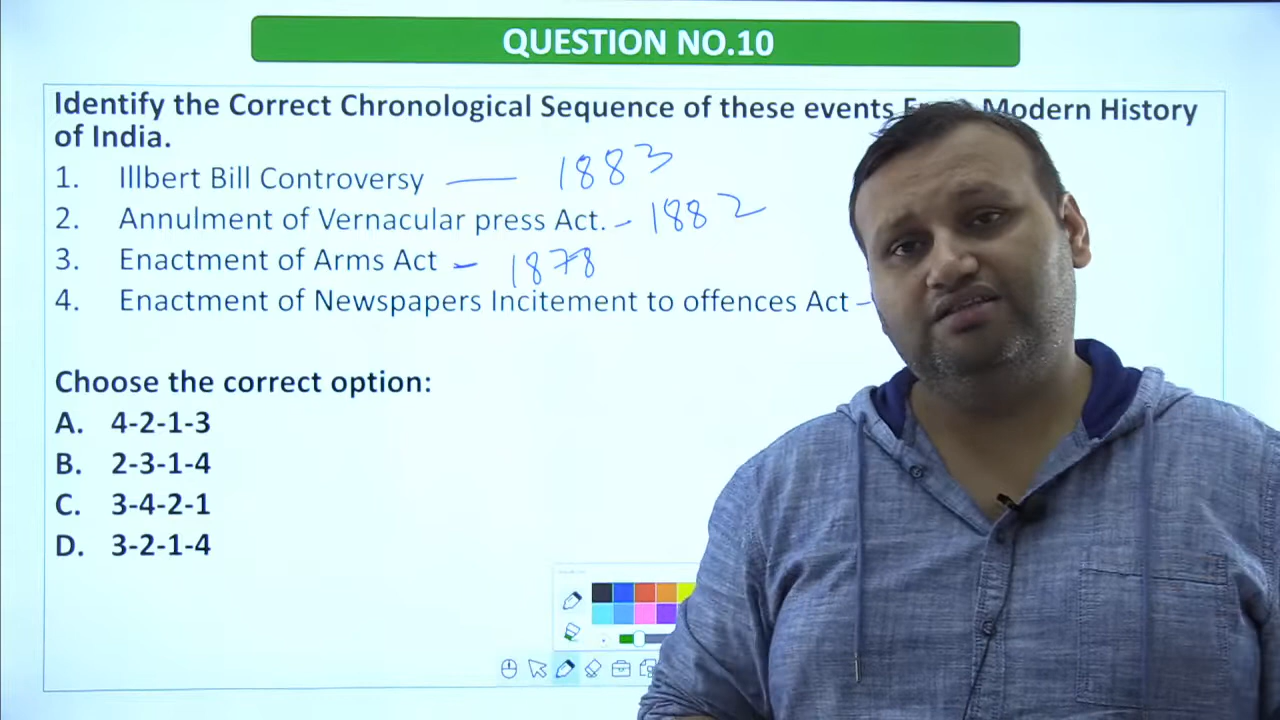 QUESTION NO.10
Identify the Correct Chronological Sequence of these events Modern History
of India.
1. Illbert Bill Controversy — 1883
2. Annulment of Vernacular press Act. - 1882
3. Enactment of Arms Act - 1878
4. Enactment of Newspapers Incitement to offences Act -
Choose the correct option:
A. 4-2-1-3
B. 2-3-1-4
C. 3-4-2-1
D. 3-2-1-4